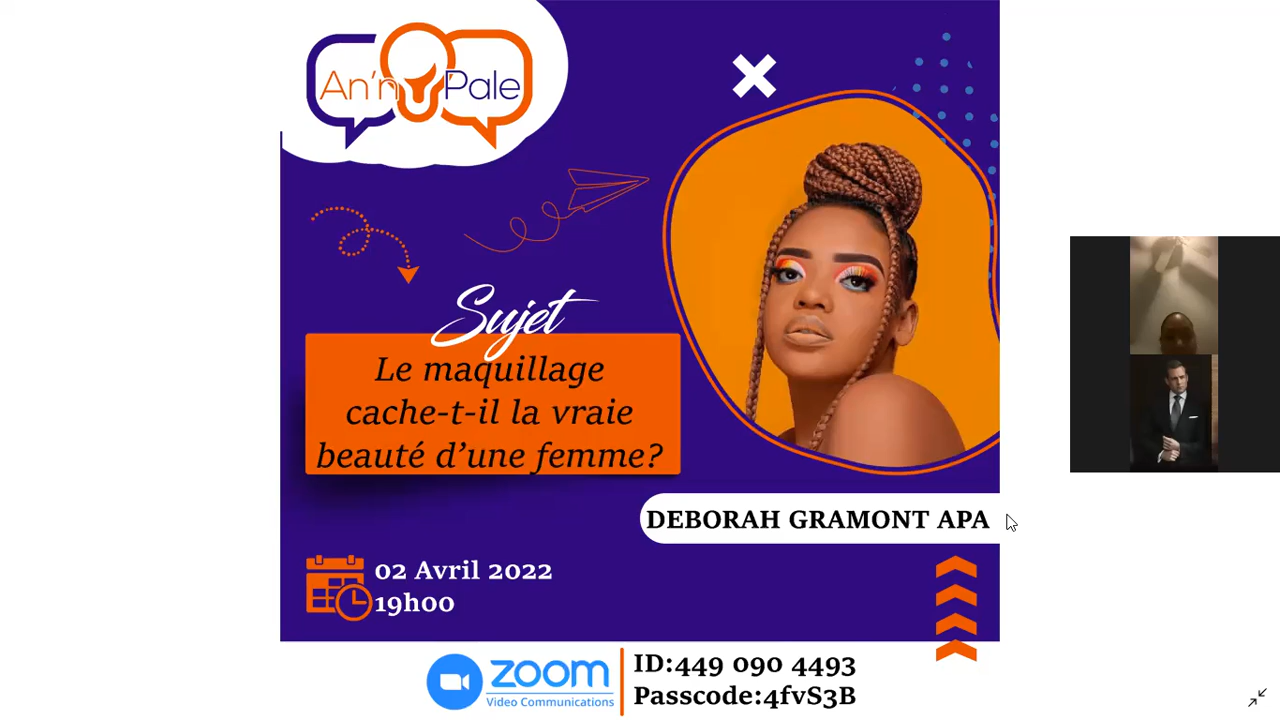 An'n Pale
Sujet
Le maquillage
cache-t-il la vraie
beauté d'une femme?
DEBORAH GRAMONT APA
02 Avril 2022
19h00
zoom
Video Communications
ID:449 090 4493
Passcode:4fvS3B